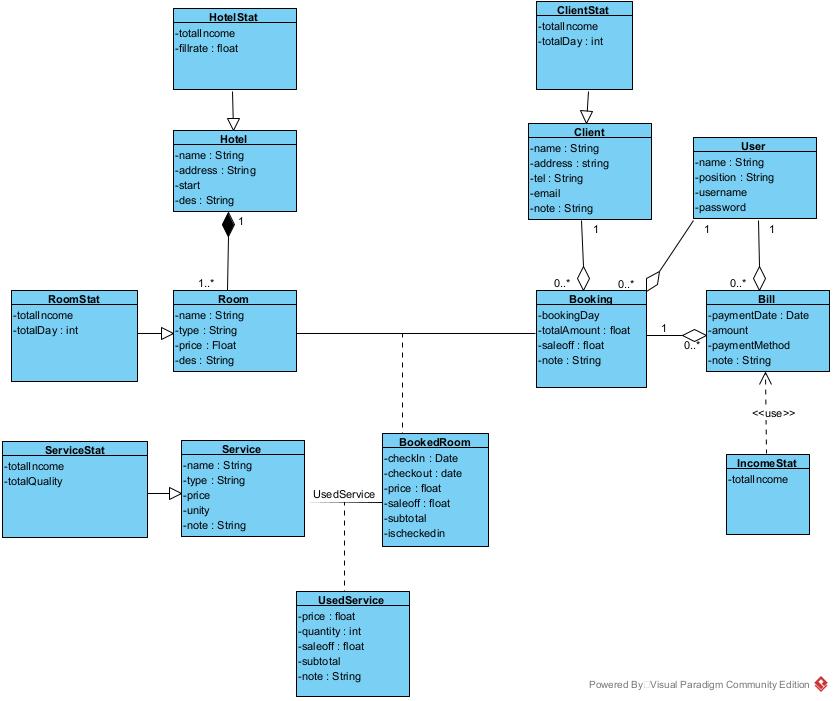 HotelStat
-totalIncome
-fillrate : float
ClientStat
-totalIncome
-totalDay : int
Hotel
-name : String
-address : String
-start
-des : String
1
1..*
Client
-name : String
-address : string
-tel : String
-email
-note : String
1
0..*
User
-name : String
-position : String
-username
-password
1
0..*
1
0..*
RoomStat
-totalIncome
-totalDay : int
Room
-name : String
-type : String
-price : Float
-des : String
Booking
-bookingDay
-totalAmount : float
-saleoff : float
-note : String
1
0..*
Bill
-paymentDate : Date
-amount
-paymentMethod
-note : String
<<use>>
ServiceStat
-totalIncome
-totalQuality
Service
-name : String
-type : String
-price
-unity
-note : String
UsedService
BookedRoom
-checkIn : Date
-checkout : date
-price : float
-saleoff : float
-subtotal
-ischeckedin
IncomeStat
-totalIncome
UsedService
-price : float
-quantity : int
-saleoff : float
-subtotal
-note : String
Powered By Visual Paradigm Community Edition